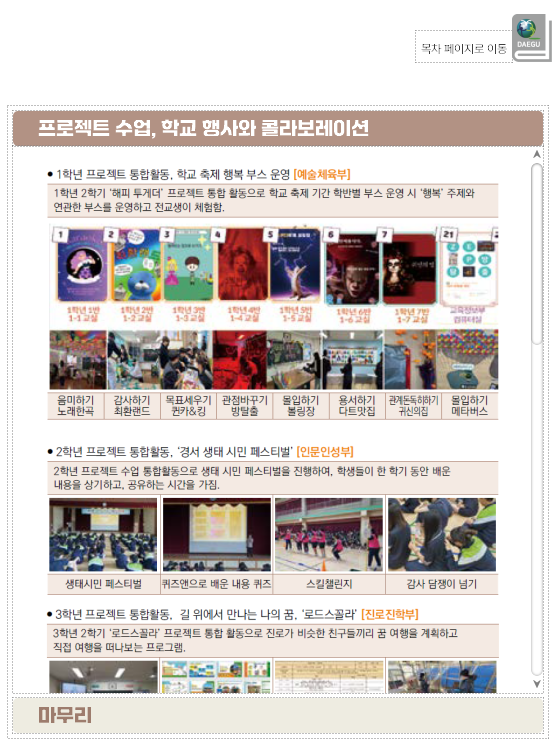 목차 페이지로 이동
DAEGU
프로젝트 수업, 학교 행사와 콜라보레이션
● 1학년 프로젝트 통합활동, 학교 축제 행복 부스 운영 [예술체육부]
1학년 2학기 '해피 투게더' 프로젝트 통합 활동으로 학교 축제 기간 학반별 부스 운영 시 '행복' 주제와
연관한 부스를 운영하고 전교생이 체험함.
1 2 3 4 5 6 7 21
1학년 1반 1학년 2반 1학년 3반 1학년 4반 1학년 5반 1학년 6반 1학년 7반 교육정보부
1-1 교실 1-2 교실 1-3 교실 1-4 교실 1-5 교실 1-6 교실 1-7 교실 컴퓨터실
음미하기 감사하기 목표세우기 관점바꾸기 몰입하기 용서하기 관계돈독히하기 몰입하기
노래한곡 최환랜드 퀸카&킹 방탈출 볼링장 다트맛집 귀신의집 메타버스
● 2학년 프로젝트 통합활동, '경서 생태 시민 페스티벌' [인문인성부]
2학년 프로젝트 수업 통합활동으로 생태 시민 페스티벌을 진행하여, 학생들이 한 학기 동안 배운
내용을 상기하고, 공유하는 시간을 가짐.
생태시민 페스티벌 퀴즈앤으로 배운 내용 퀴즈 스킬챌린지 감사 담쟁이 넘기
● 3학년 프로젝트 통합활동, 길 위에서 만나는 나의 꿈, '로드스꼴라' [진로진학부]
3학년 2학기 '로드스꼴라' 프로젝트 통합 활동으로 진로가 비슷한 친구들끼리 꿈 여행을 계획하고
직접 여행을 떠나보는 프로그램.
마무리